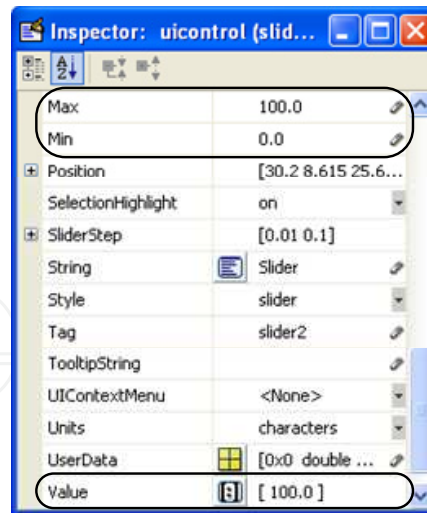 Inspector: uicontrol (slid...
Max 100.0
Min 0.0
Position [30.2 8.615 25.6...
SelectionHighlight on
SliderStep [0.01 0.1]
String Slider
Style slider
Tag slider2
TooltipString
UIContextMenu <None>
Units characters
UserData [0x0 double ...
Value [ 100.0 ]